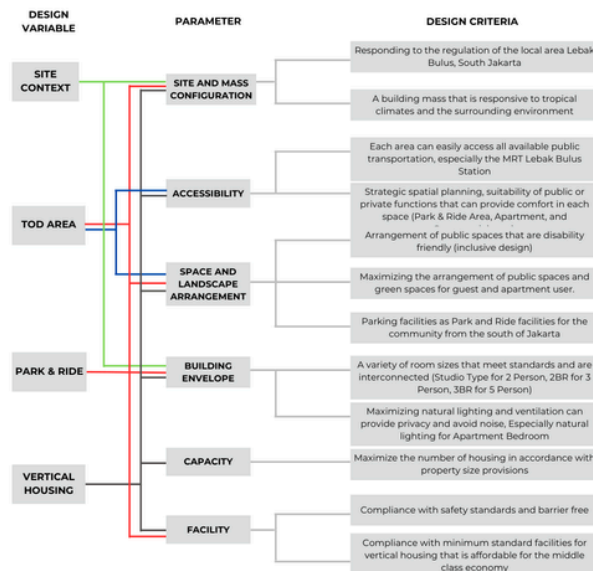 DESIGN
VARIABLE
PARAMETER
DESIGN CRITERIA
SITE
CONTEXT
TOD AREA
PARK & RIDE
VERTICAL
HOUSING
SITE AND MASS
CONFIGURATION
ACCESSIBILITY
SPACE AND
LANDSCAPE
ARRANGEMENT
BUILDING
ENVELOPE
CAPACITY
FACILITY
Responding to the regulation of the local area Lebak
Bulus, South Jakarta
A building mass that is responsive to tropical
climates and the surrounding environment
Each area can easily access all available public
transportation, especially the MRT Lebak Bulus
Station
Strategic spatial planning, suitability of public or
private functions that can provide comfort in each
space (Park & Ride Area, Apartment, and
Arrangement of public spaces that are disability
friendly (inclusive design)
Maximizing the arrangement of public spaces and
green spaces for guest and apartment user.
Parking facilities as Park and Ride facilities for the
community from the south of Jakarta
A variety of room sizes that meet standards and are
interconnected (Studio Type for 2 Person, 2BR for 3
Person, 3BR for 5 Person)
Maximizing natural lighting and ventilation can
provide privacy and avoid noise, Especially natural
lighting for Apartment Bedroom
Maximize the number of housing in accordance with
property size provisions
Compliance with safety standards and barrier free
Compliance with minimum standard facilities for
vertical housing that is affordable for the middle
class economy